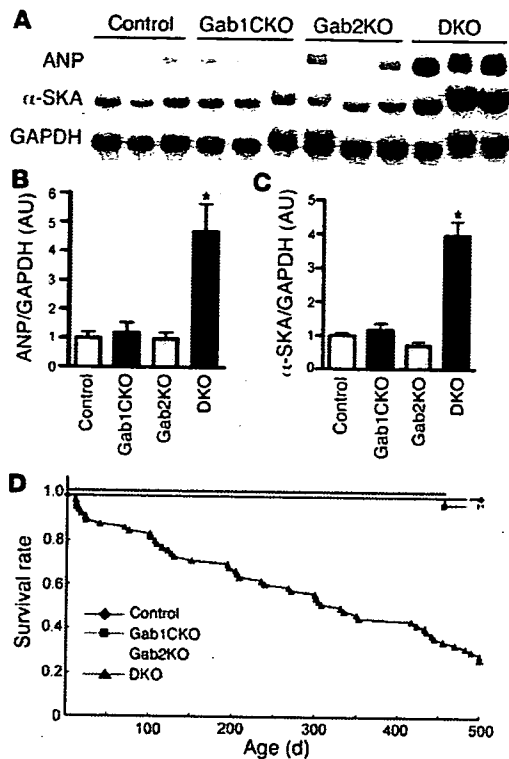 A
Control Gab1CKO Gab2KO DKO
ANP
α-SKA
GAPDH
B
ANP/GAPDH (AU)
6
5
4
3
2
1
0
*
Control
Gab1CKO
Gab2KO
DKO
C
α-SKA/GAPDH (AU)
5
4
3
2
1
0
*
Control
Gab1CKO
Gab2KO
DKO
D
Survival rate
1.0
0.8
0.6
0.4
0.2
0
Control
Gab1CKO
Gab2KO
DKO
100 200 300 400 500
Age (d)